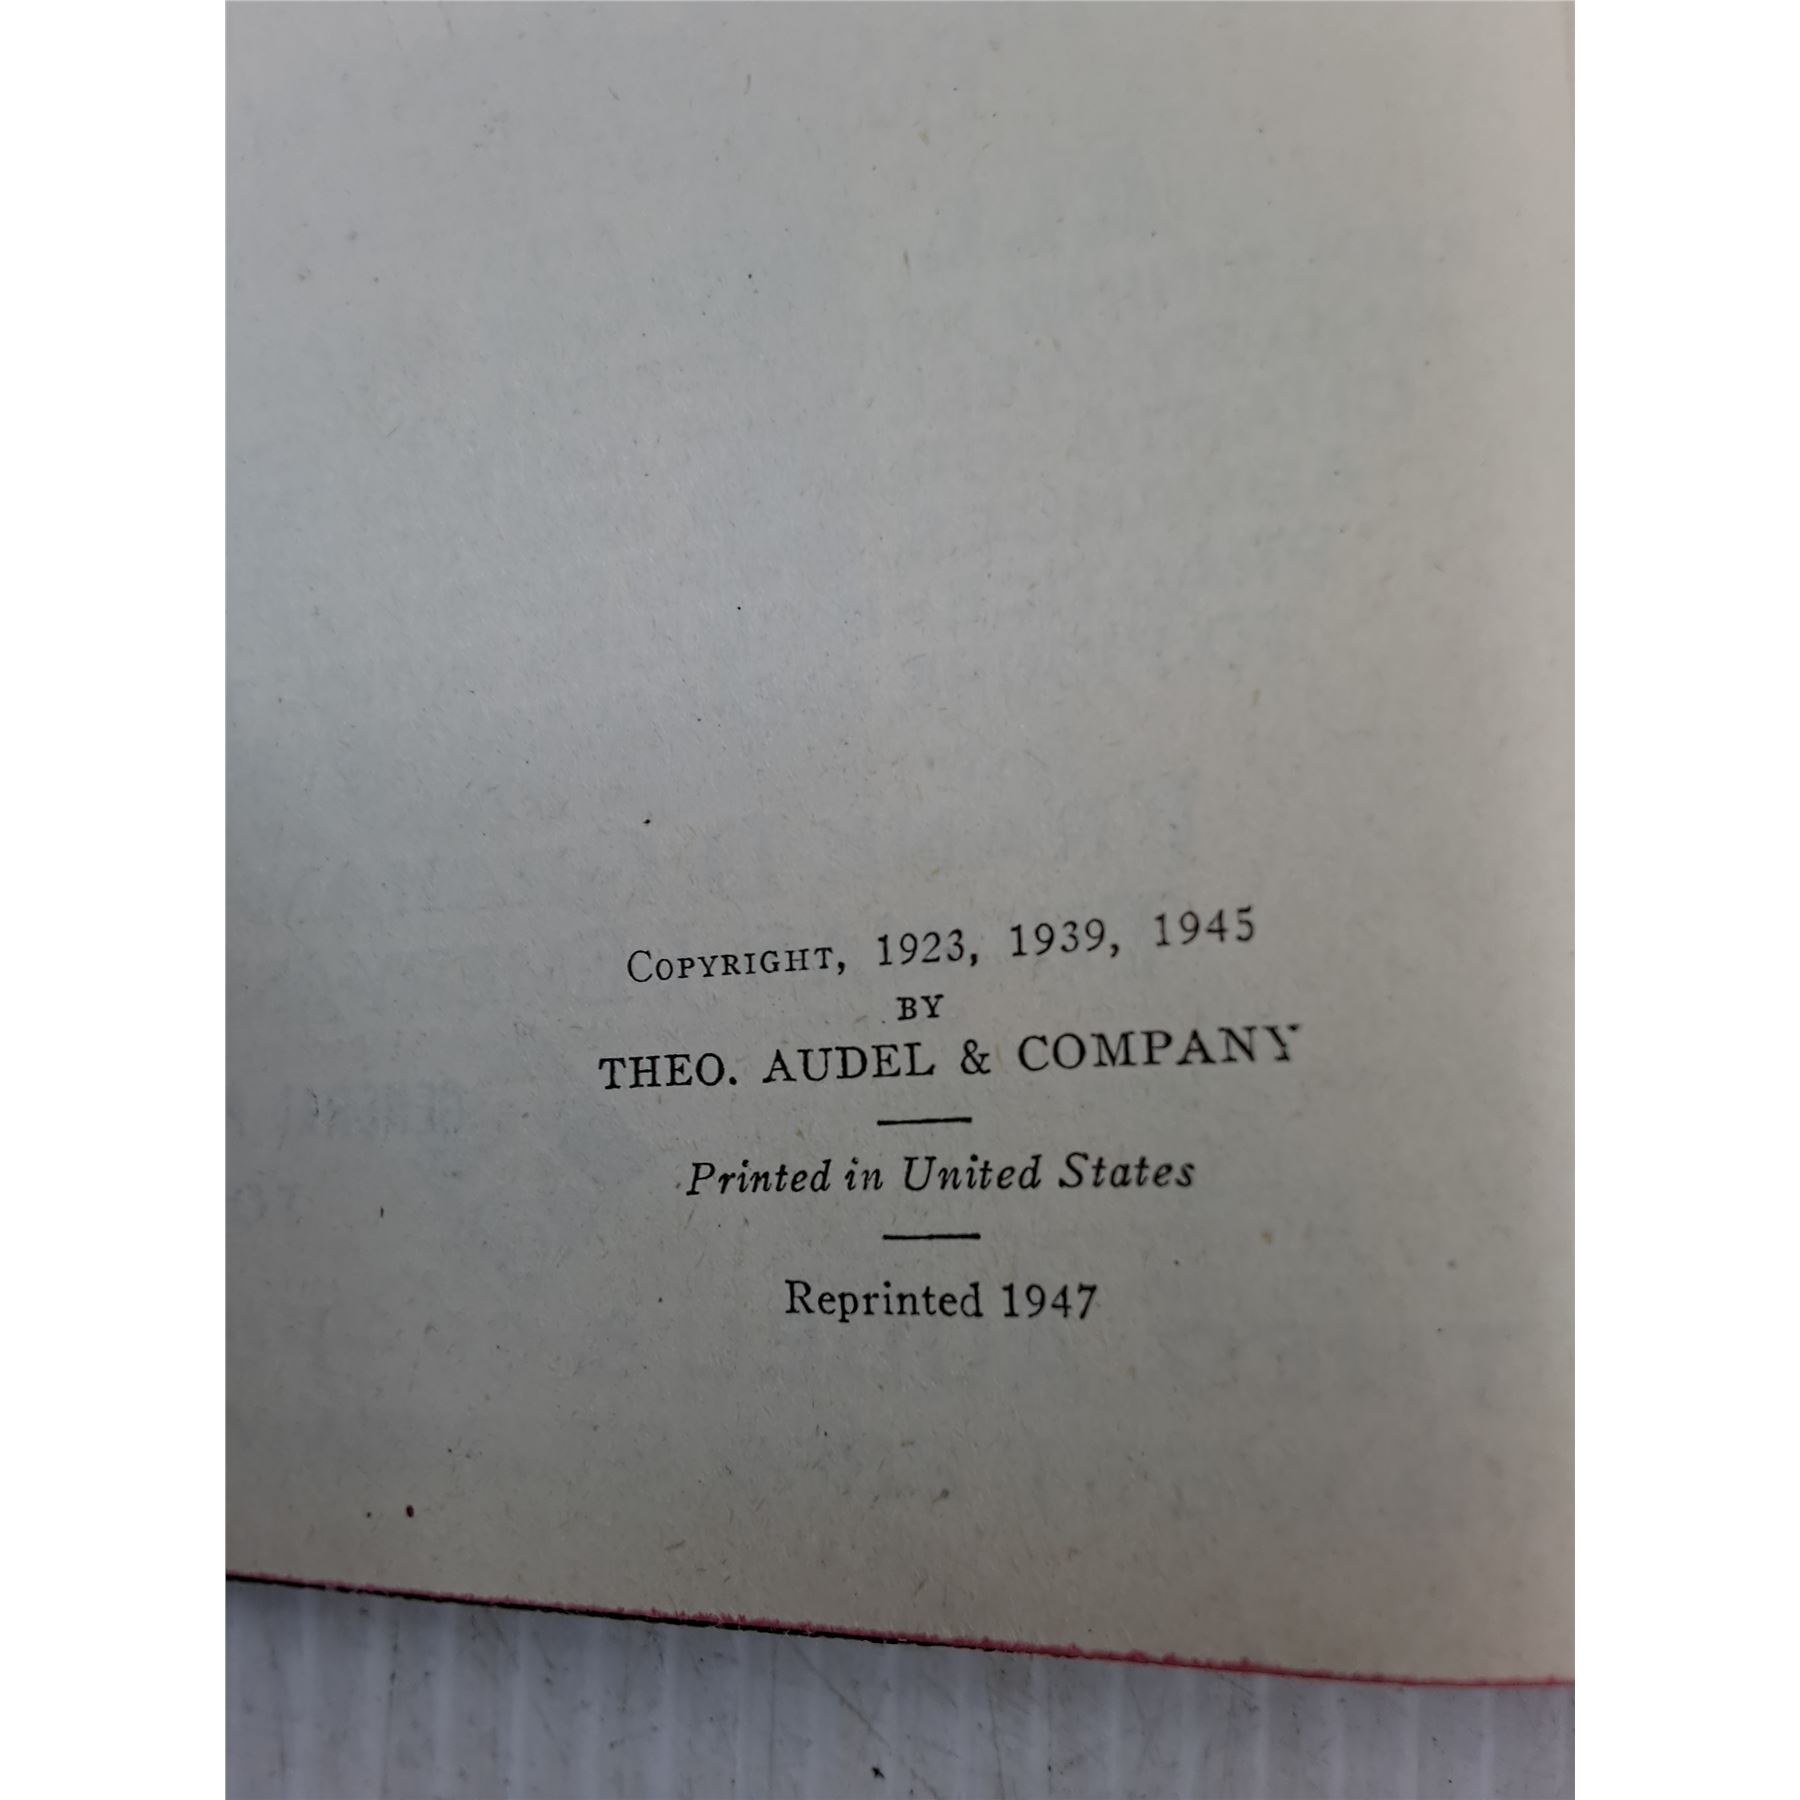 COPYRIGHT, 1923, 1939, 1945
BY
THEO. AUDEL & COMPANY
Printed in United States
Reprinted 1947